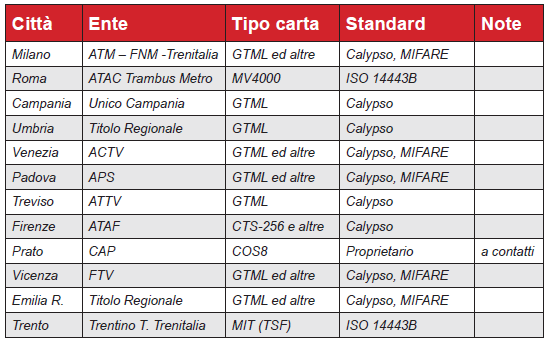 Città Ente Tipo carta Standard Note
Milano ATM – FNM -Trenitalia GTML ed altre Calypso, MIFARE
Roma ATAC Trambus Metro MV4000 ISO 14443B
Campania Unico Campania GTML Calypso
Umbria Titolo Regionale GTML Calypso
Venezia ACTV GTML ed altre Calypso, MIFARE
Padova APS GTML ed altre Calypso, MIFARE
Treviso ATTV GTML Calypso
Firenze ATAF CTS-256 e altre Calypso
Prato CAP COS8 Proprietario a contatti
Vicenza FTV GTML ed altre Calypso, MIFARE
Emilia R. Titolo Regionale GTML ed altre Calypso, MIFARE
Trento Trentino T. Trenitalia MIT (TSF) ISO 14443B